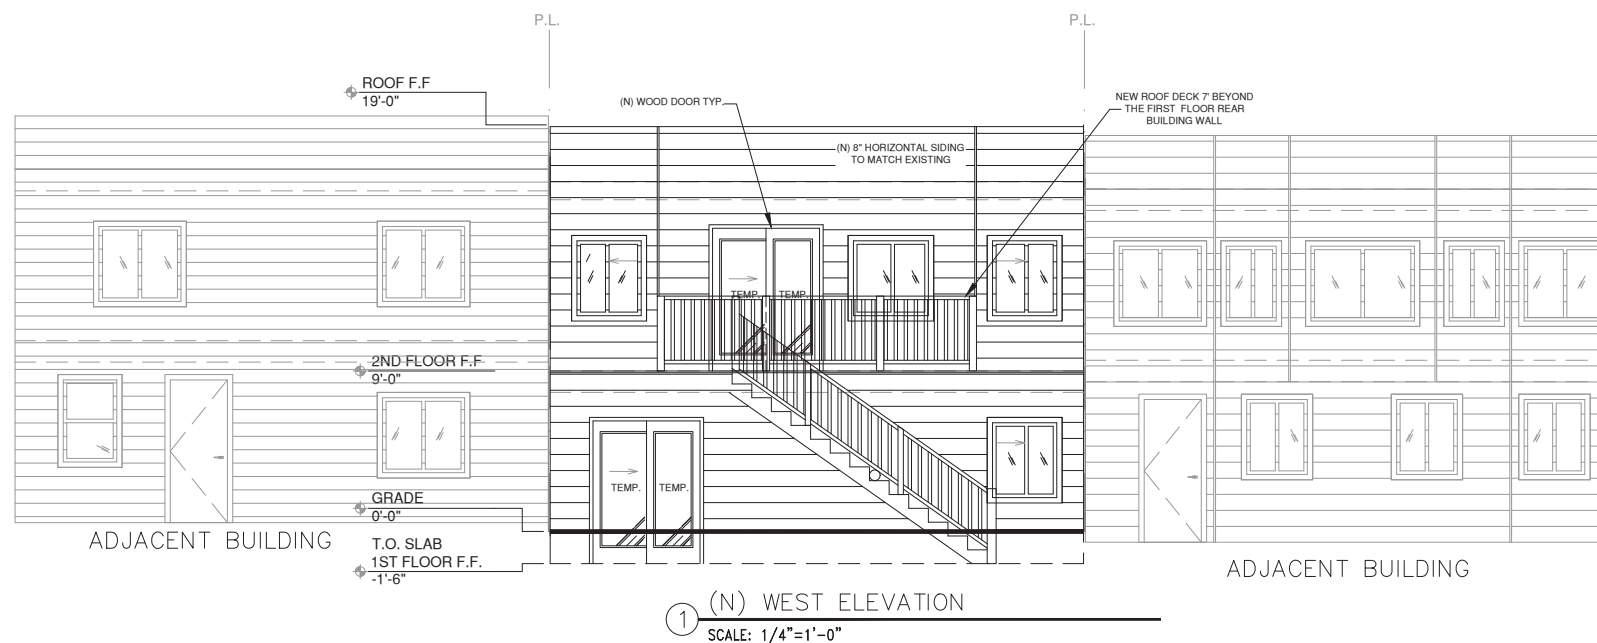 P.L.
P.L.
ROOF F.F
19'-0"
(N) WOOD DOOR TYP.
NEW ROOF DECK 7' BEYOND
THE FIRST FLOOR REAR
BUILDING WALL
(N) 8" HORIZONTAL SIDING
TO MATCH EXISTING
TEMP.
TEMP.
2ND FLOOR F.F
9'-0"
TEMP.
TEMP.
GRADE
0'-0"
ADJACENT BUILDING
T.O. SLAB
1ST FLOOR F.F.
-1'-6"
ADJACENT BUILDING
1
(N) WEST ELEVATION
SCALE: 1/4"=1'-0"